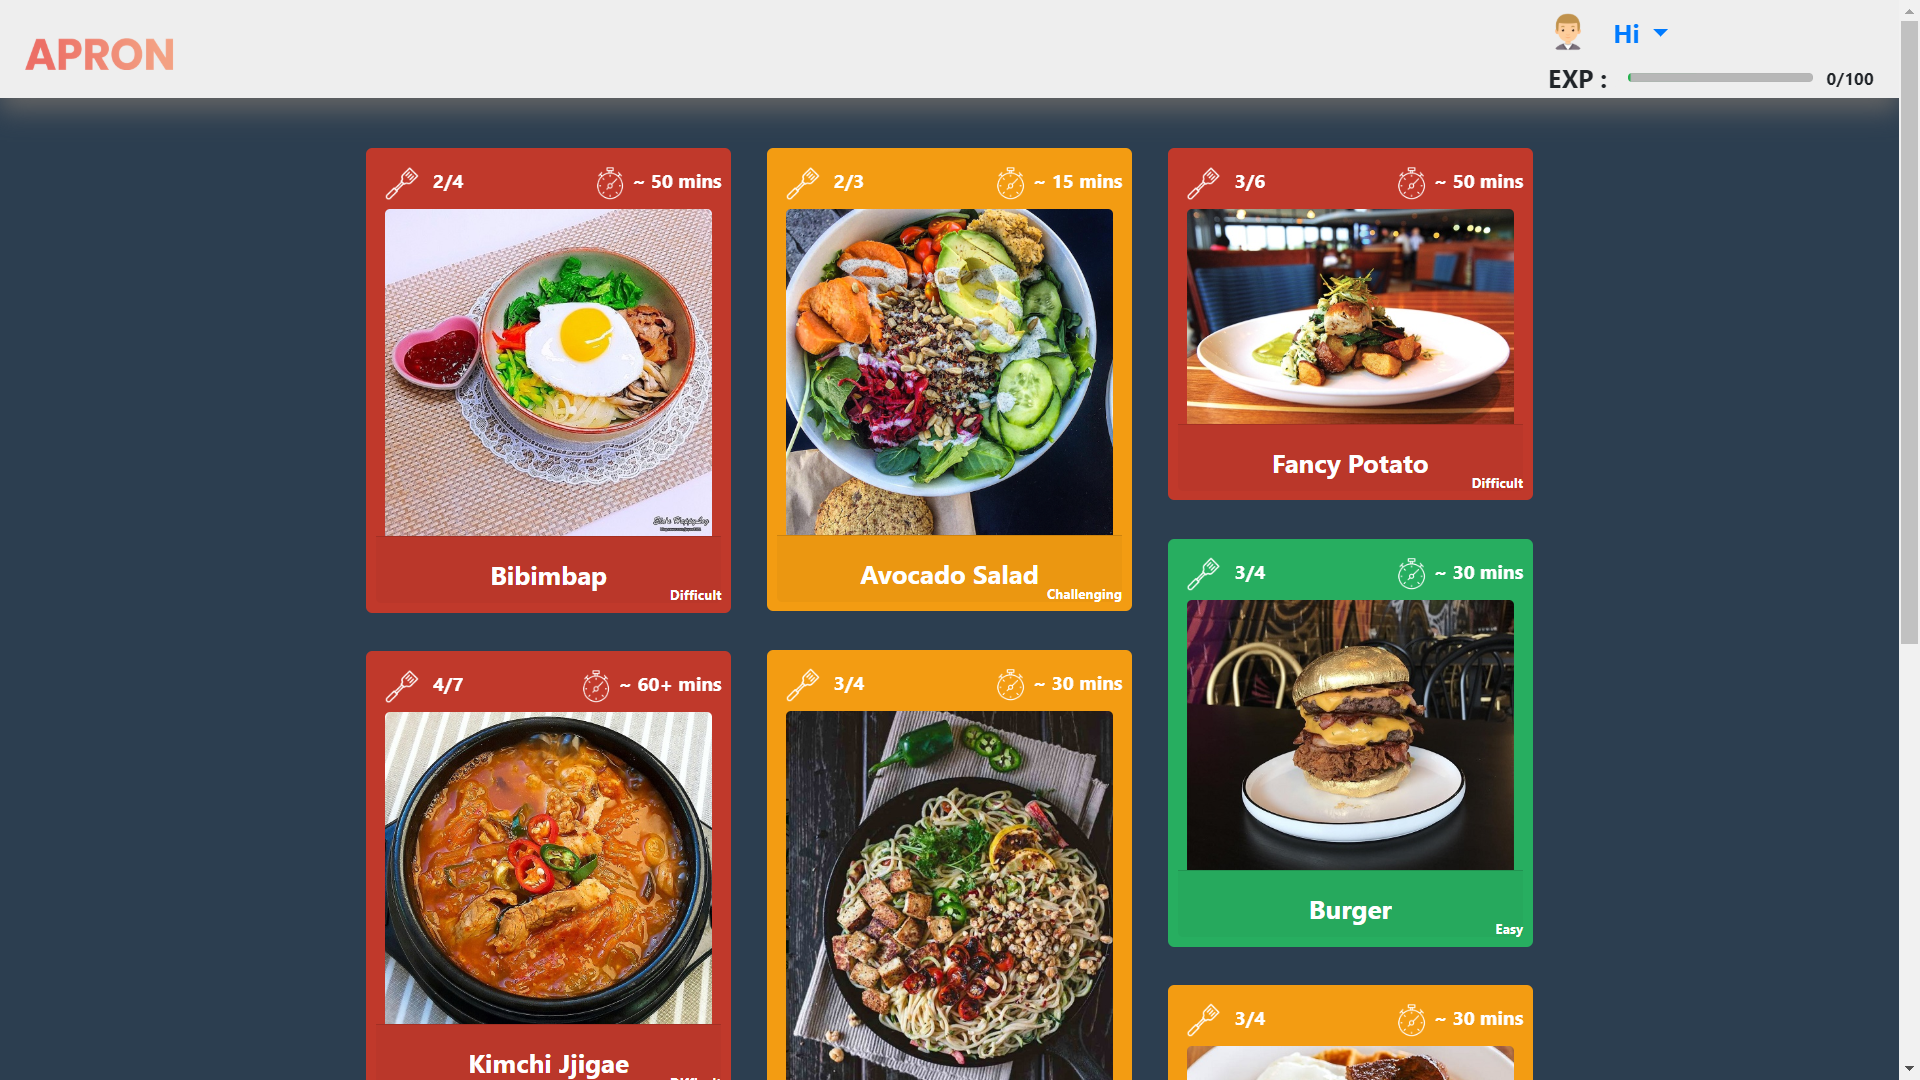 APRON
Hi
EXP :
0/100
2/4
~ 50 mins
Bibimbap
Difficult
2/3
~ 15 mins
Avocado Salad
Challenging
3/6
~ 50 mins
Fancy Potato
Difficult
4/7
~ 60+ mins
Kimchi Jjigae
3/4
~ 30 mins
3/4
~ 30 mins
Burger
Easy
3/4
~ 30 mins